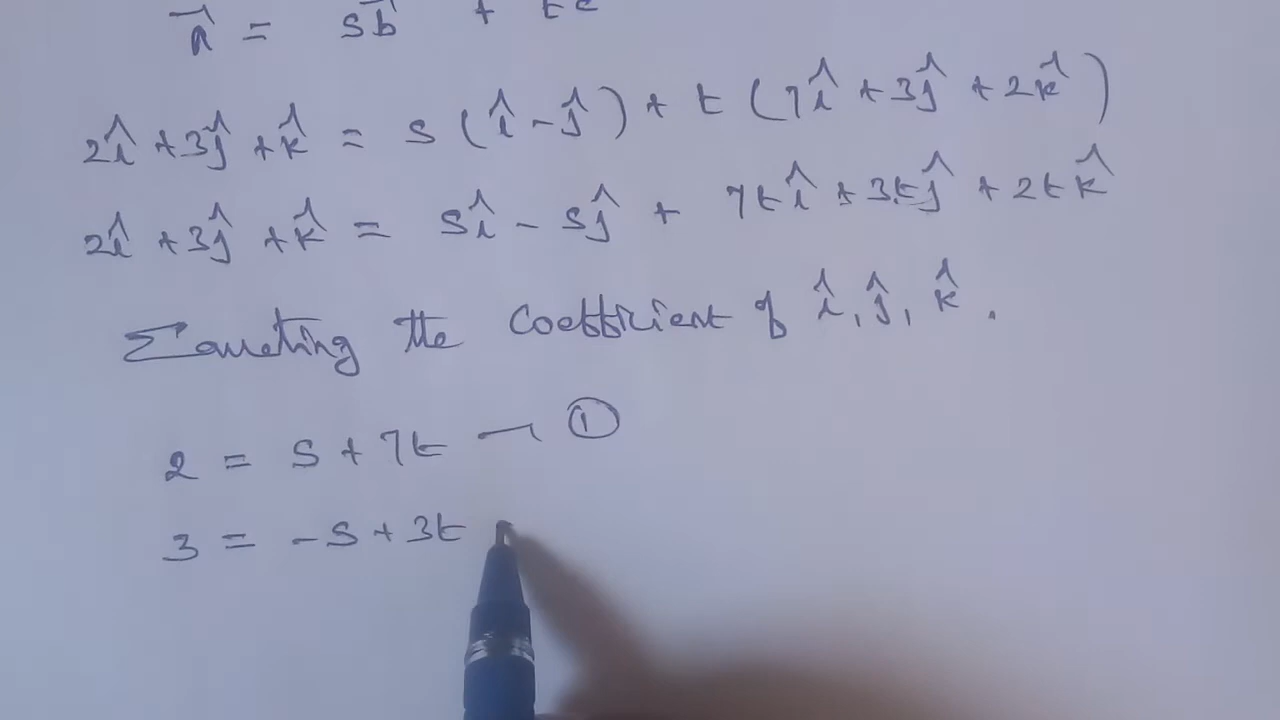 a⃗ = sb⃗ + tc
2î + 3ĵ + k̂ = s(î - ĵ) + t(7î + 3ĵ + 2k̂)
2î + 3ĵ + k̂ = sî - sĵ + 7tî + 3tĵ + 2tk̂
Equating the coefficient of î, ĵ, k̂.
2 = s + 7t — ①
3 = -s + 3t